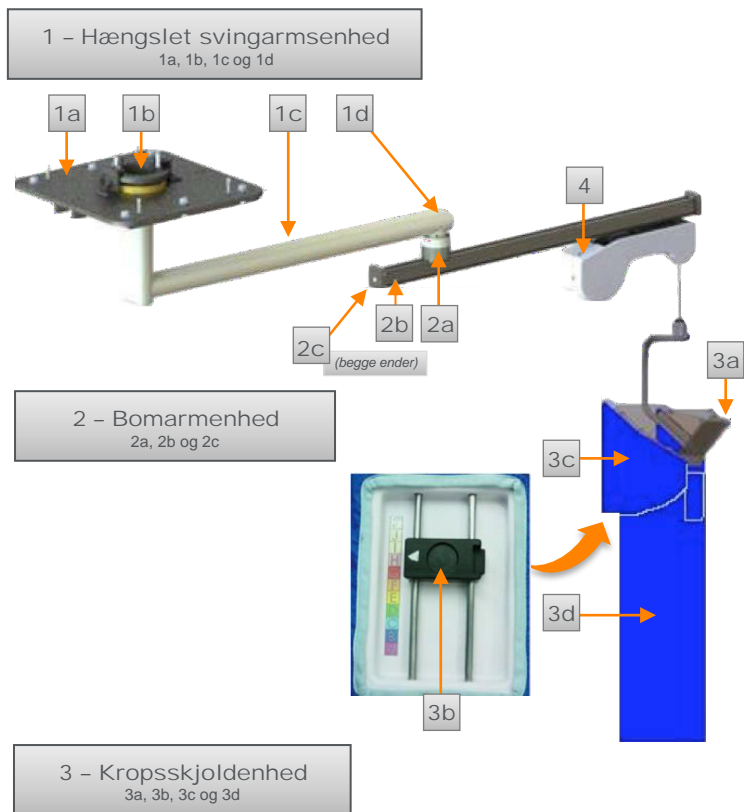 1 – Hængslet svingarmsenhed
1a, 1b, 1c og 1d
1a
1b
1c
1d
4
2c
2b
2a
(begge ender)
3a
2 – Bomarmenhed
2a, 2b og 2c
3c
3d
3b
3 – Kropsskjoldenhed
3a, 3b, 3c og 3d